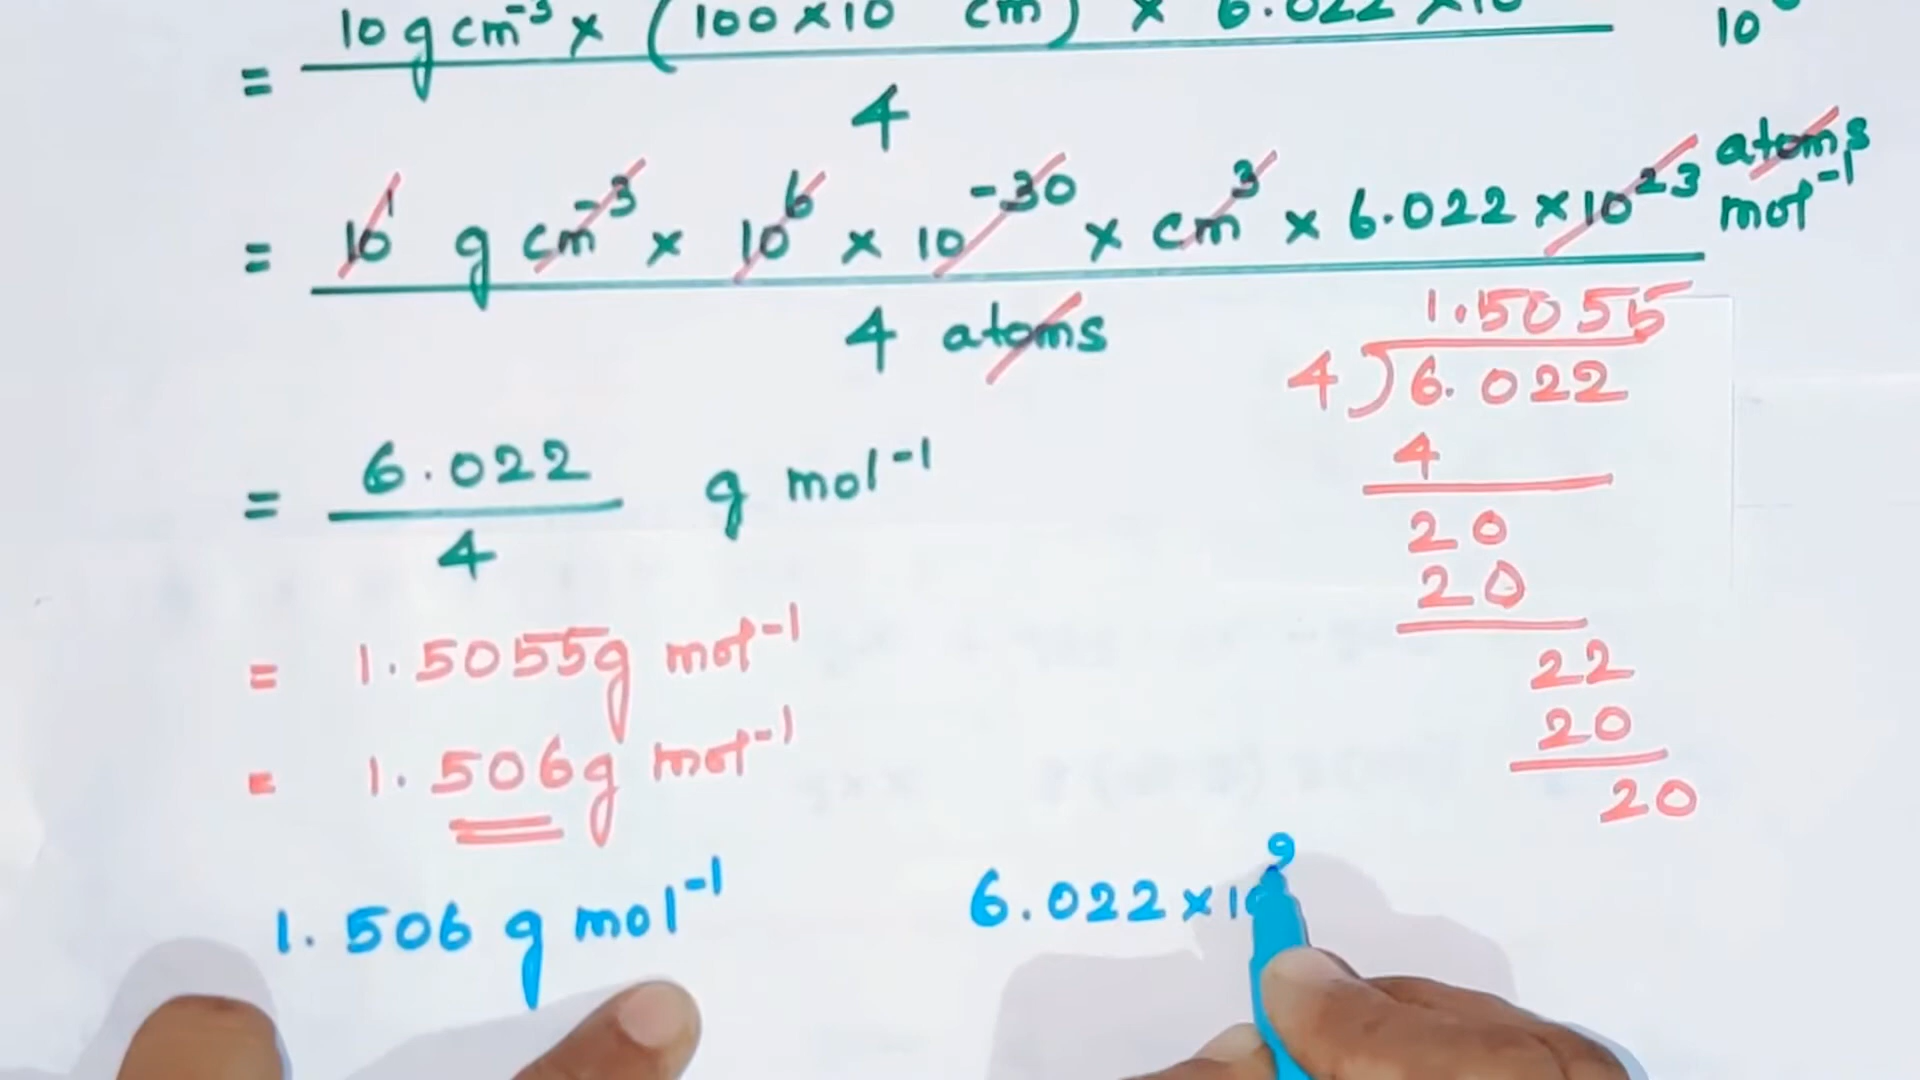 10 g cm⁻³ × (100 × 10 cm) × 6.022 × 10
10
=
4
= 10¹ g cm⁻³ × 10⁶ × 10⁻³⁰ × cm³ × 6.022 × 10²³ atoms mol⁻¹
4 atoms
1.5055
4 ) 6.022
4
20
20
22
20
20
= 6.022 g mol⁻¹
4
= 1.5055 g mol⁻¹
= 1.506 g mol⁻¹
1.506 g mol⁻¹ 6.022 × 10